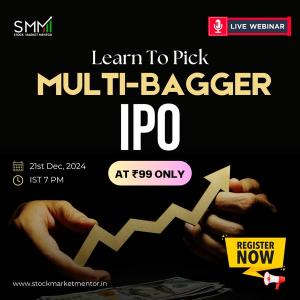 SMM
STOCK MARKET MENTOR
LIVE WEBINAR
Learn To Pick
MULTI-BAGGER
IPO
21st Dec, 2024
IST 7 PM
AT ₹99 ONLY
REGISTER
NOW
www.stockmarketmentor.in